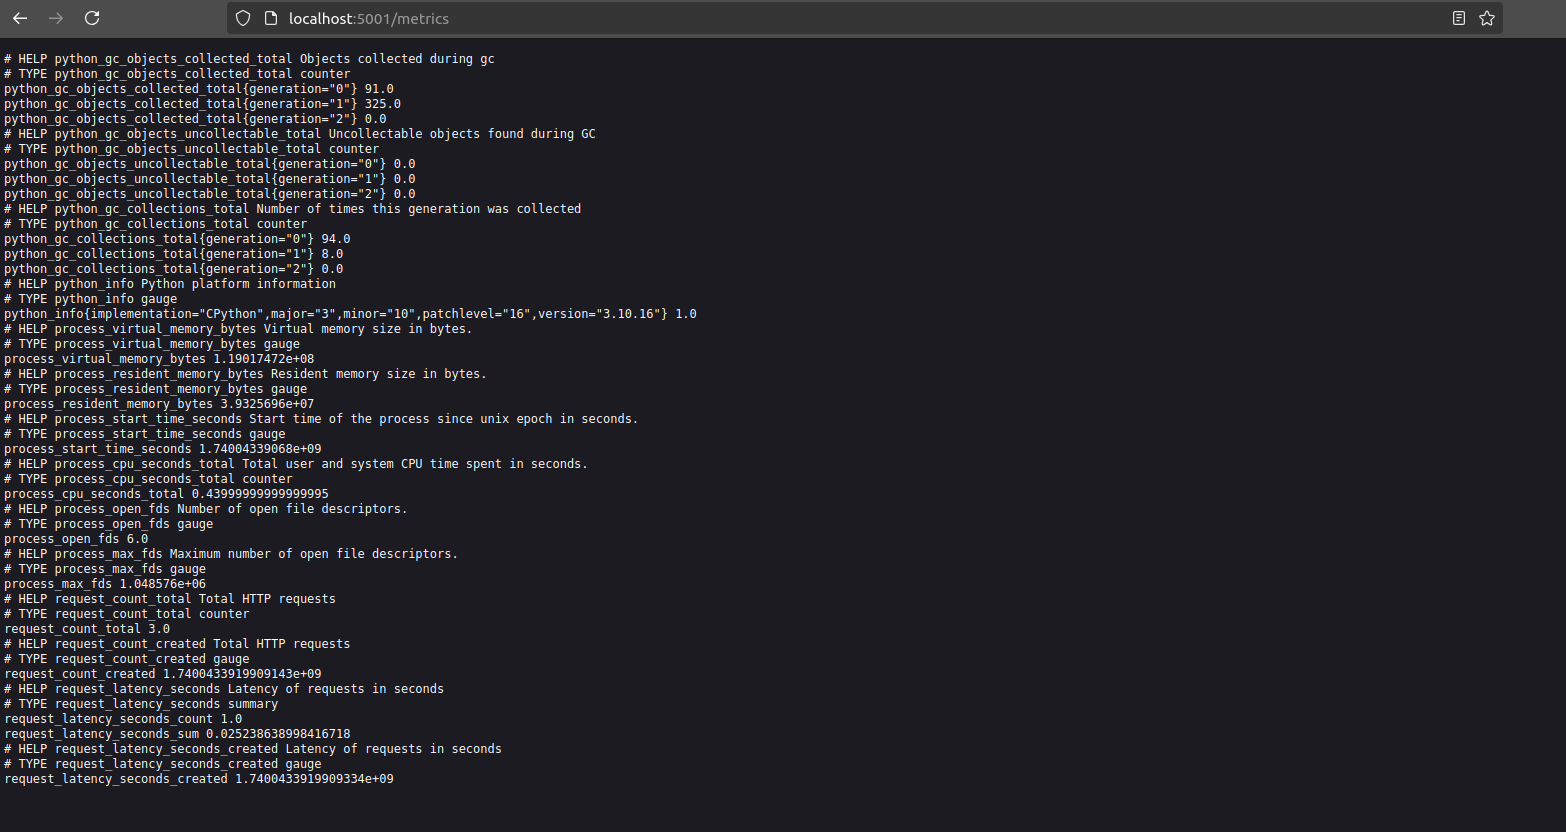 localhost:5001/metrics
# HELP python_gc_objects_collected_total Objects collected during gc
# TYPE python_gc_objects_collected_total counter
python_gc_objects_collected_total{generation="0"} 91.0
python_gc_objects_collected_total{generation="1"} 325.0
python_gc_objects_collected_total{generation="2"} 0.0
# HELP python_gc_objects_uncollectable_total Uncollectable objects found during GC
# TYPE python_gc_objects_uncollectable_total counter
python_gc_objects_uncollectable_total{generation="0"} 0.0
python_gc_objects_uncollectable_total{generation="1"} 0.0
python_gc_objects_uncollectable_total{generation="2"} 0.0
# HELP python_gc_collections_total Number of times this generation was collected
# TYPE python_gc_collections_total counter
python_gc_collections_total{generation="0"} 94.0
python_gc_collections_total{generation="1"} 8.0
python_gc_collections_total{generation="2"} 0.0
# HELP python_info Python platform information
# TYPE python_info gauge
python_info{implementation="CPython",major="3",minor="10",patchlevel="16",version="3.10.16"} 1.0
# HELP process_virtual_memory_bytes Virtual memory size in bytes.
# TYPE process_virtual_memory_bytes gauge
process_virtual_memory_bytes 1.19017472e+08
# HELP process_resident_memory_bytes Resident memory size in bytes.
# TYPE process_resident_memory_bytes gauge
process_resident_memory_bytes 3.9325696e+07
# HELP process_start_time_seconds Start time of the process since unix epoch in seconds.
# TYPE process_start_time_seconds gauge
process_start_time_seconds 1.74004339068e+09
# HELP process_cpu_seconds_total Total user and system CPU time spent in seconds.
# TYPE process_cpu_seconds_total counter
process_cpu_seconds_total 0.43999999999999995
# HELP process_open_fds Number of open file descriptors.
# TYPE process_open_fds gauge
process_open_fds 6.0
# HELP process_max_fds Maximum number of open file descriptors.
# TYPE process_max_fds gauge
process_max_fds 1.048576e+06
# HELP request_count_total Total HTTP requests
# TYPE request_count_total counter
request_count_total 3.0
# HELP request_count_created Total HTTP requests
# TYPE request_count_created gauge
request_count_created 1.7400433919909143e+09
# HELP request_latency_seconds Latency of requests in seconds
# TYPE request_latency_seconds summary
request_latency_seconds_count 1.0
request_latency_seconds_sum 0.025238638998416718
# HELP request_latency_seconds_created Latency of requests in seconds
# TYPE request_latency_seconds_created gauge
request_latency_seconds_created 1.7400433919909334e+09